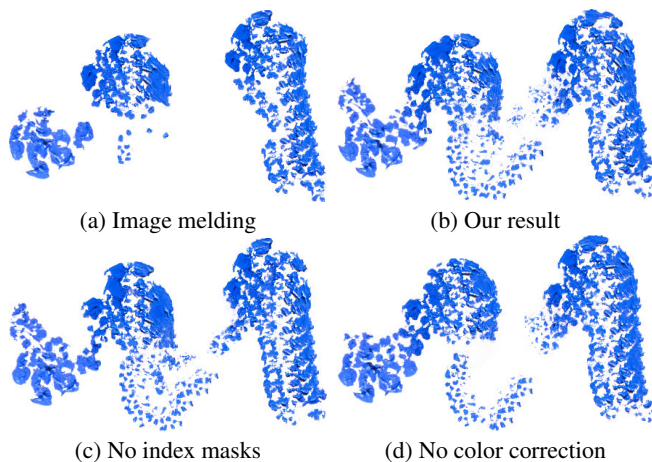 (a) Image melding
(b) Our result
(c) No index masks
(d) No color correction